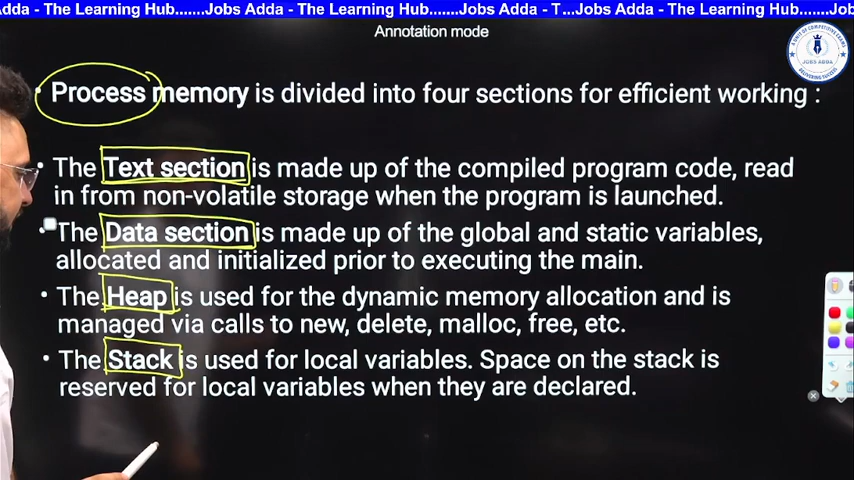 Adda - The Learning Hub.......Jobs Adda - The Learning Hub.......Jobs Adda - T...Jobs Adda - The Learning Hub.......Job
Annotation mode
JOBS ADDA
Process memory is divided into four sections for efficient working :
• The Text section is made up of the compiled program code, read
in from non-volatile storage when the program is launched.
• The Data section is made up of the global and static variables,
allocated and initialized prior to executing the main.
• The Heap is used for the dynamic memory allocation and is
managed via calls to new, delete, malloc, free, etc.
• The Stack is used for local variables. Space on the stack is
reserved for local variables when they are declared.